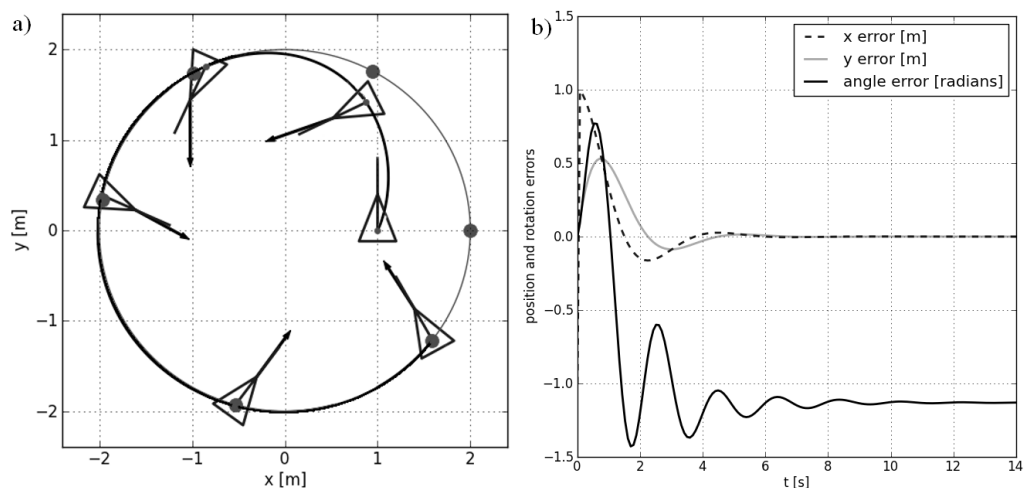 a)
2
1
0
−1
−2
−2 −1 0 1 2
x [m]
y [m]
b)
1.5
1.0
0.5
0.0
−0.5
−1.0
−1.5
0 2 4 6 8 10 12 14
t [s]
position and rotation errors
x error [m]
y error [m]
angle error [radians]